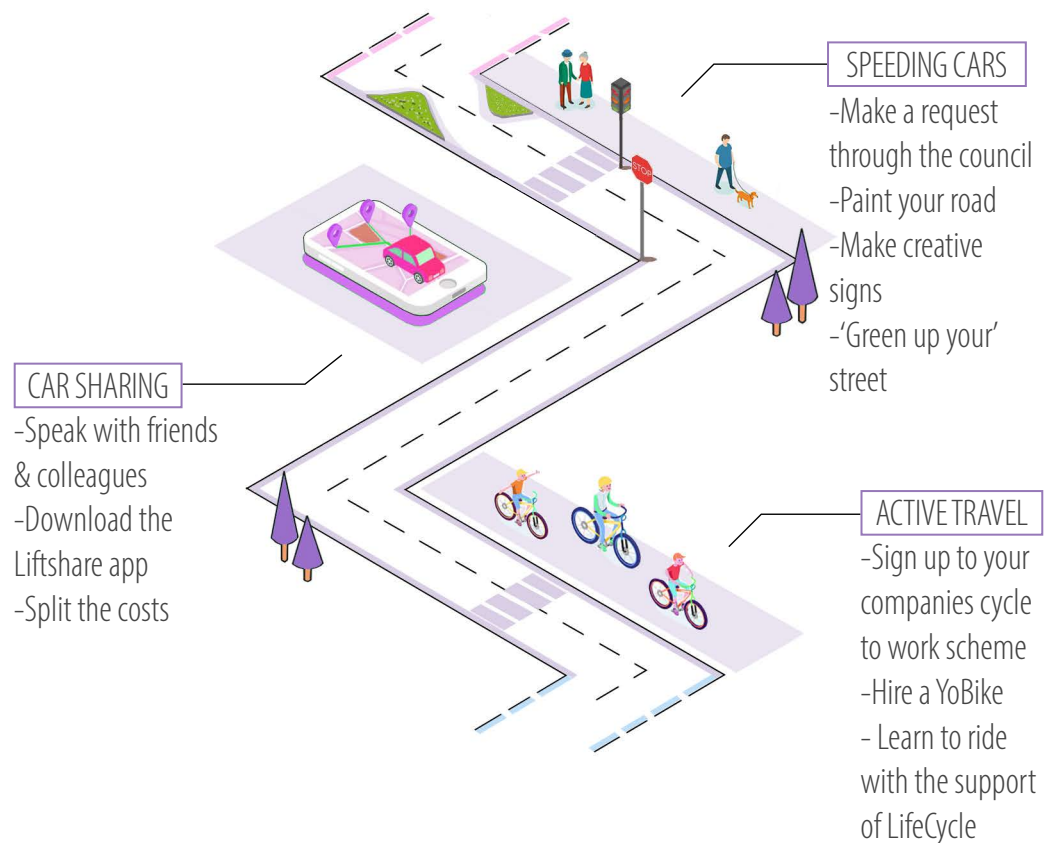 SPEEDING CARS
-Make a request
through the council
-Paint your road
-Make creative
signs
-‘Green up your’
street
STOP
CAR SHARING
-Speak with friends
& colleagues
-Download the
Liftshare app
-Split the costs
ACTIVE TRAVEL
-Sign up to your
companies cycle
to work scheme
-Hire a YoBike
- Learn to ride
with the support
of LifeCycle